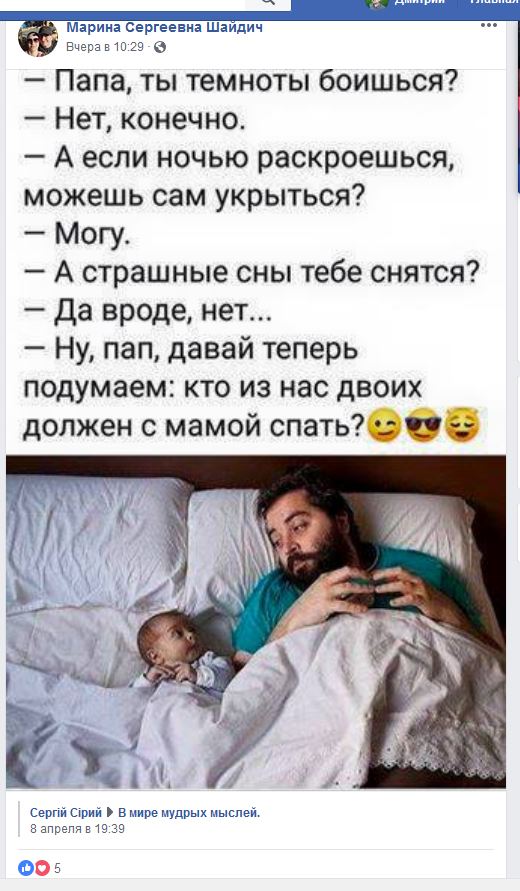 Дмитрий
Главная
Марина Сергеевна Шайдич
Вчера в 10:29 ·
— Папа, ты темноты боишься?
— Нет, конечно.
— А если ночью раскроешься,
можешь сам укрыться?
— Могу.
— А страшные сны тебе снятся?
— Да вроде, нет...
— Ну, пап, давай теперь
подумаем: кто из нас двоих
должен с мамой спать?😉😎😌
Сергій Сірий ▶ В мире мудрых мыслей.
8 апреля в 19:39
5